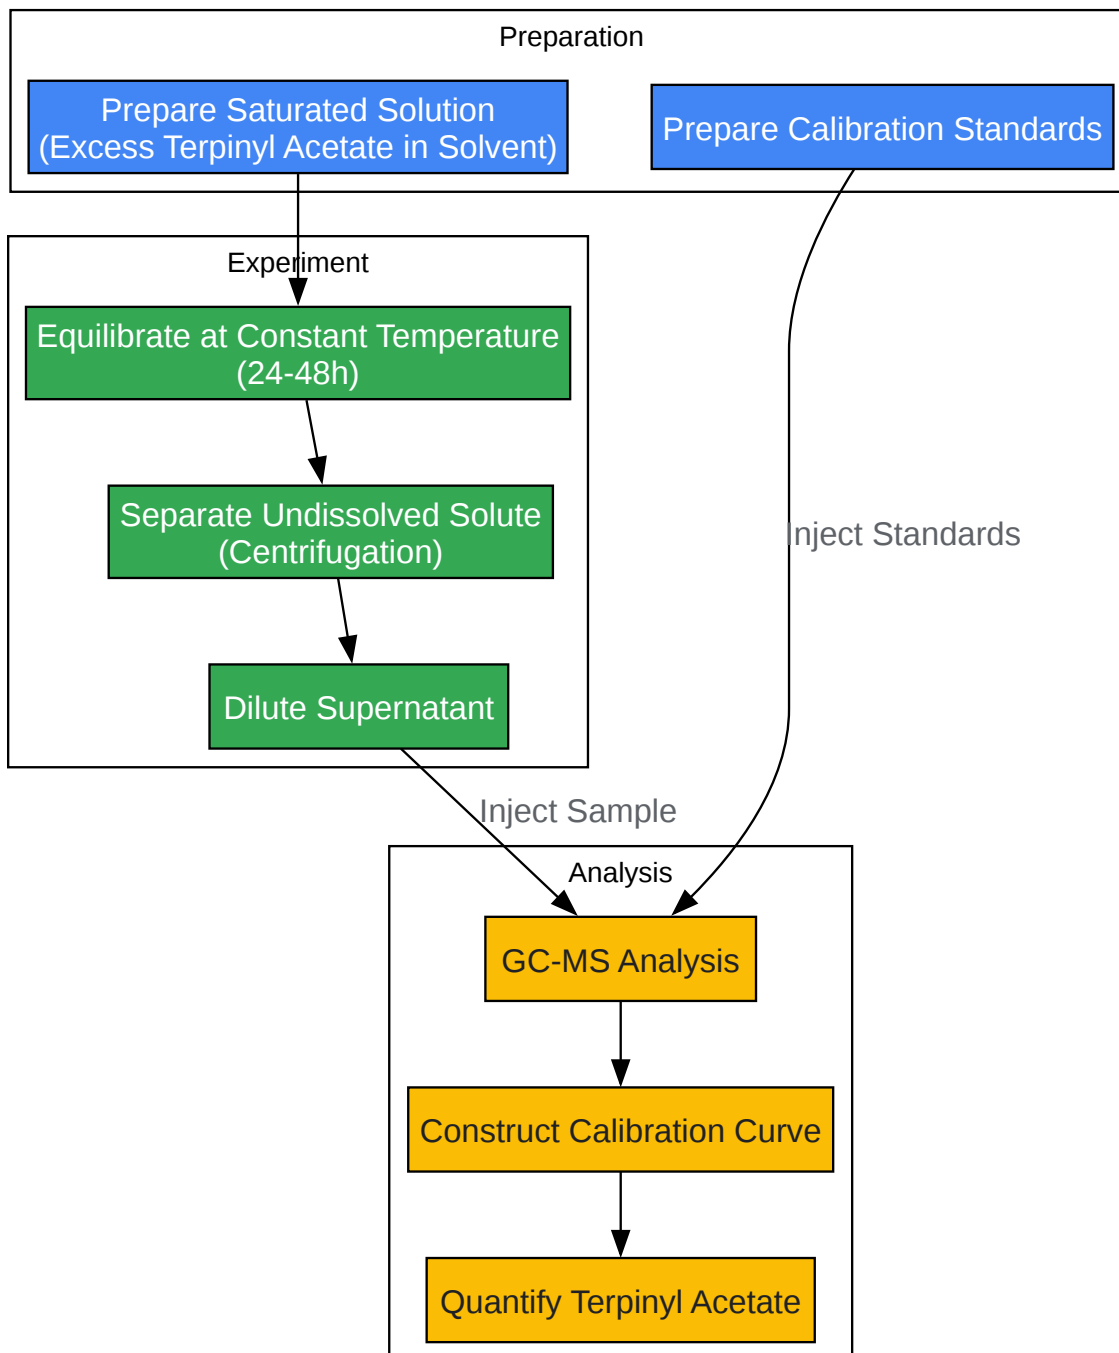 Preparation
Prepare Saturated Solution
(Excess Terpinyl Acetate in Solvent)
Prepare Calibration Standards
Experiment
Equilibrate at Constant Temperature
(24-48h)
Separate Undissolved Solute
(Centrifugation)
Inject Standards
Dilute Supernatant
Inject Sample
Analysis
GC-MS Analysis
Construct Calibration Curve
Quantify Terpinyl Acetate